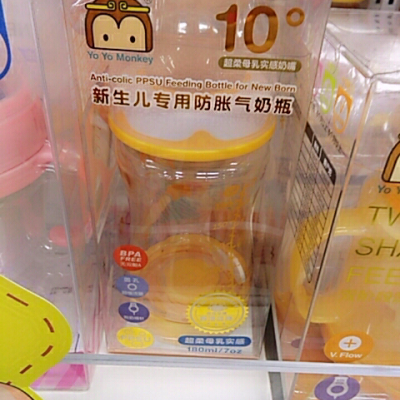 10°
超柔母乳实感奶嘴
Yo Yo Monkey
Anti-colic PPSU Feeding Bottle for New Born
新生儿专用防胀气奶瓶
BPA
FREE
超柔母乳实感
180ml/7oz
Yo Yo
TW
SHA
FEE
V.Flow